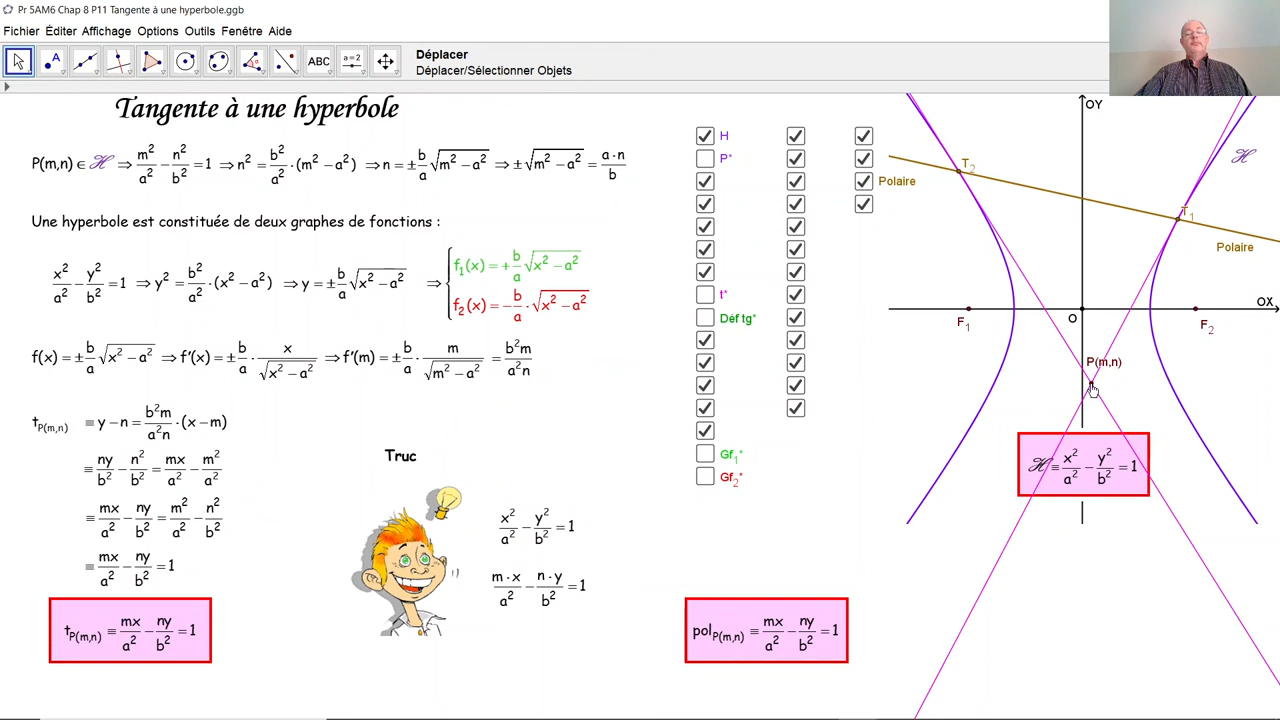 Pr 5AM6 Chap 8 P11 Tangente à une hyperbole.ggb
Fichier Éditer Affichage Options Outils Fenêtre Aide
A ABC a=2
Déplacer
Déplacer/Sélectionner Objets
Tangente à une hyperbole
P(m,n) ∈ ℋ ⇒ m²/a² − n²/b² = 1 ⇒ n² = b²/a² · (m² − a²) ⇒ n = ± b/a √(m² − a²) ⇒ ± √(m² − a²) = a·n/b
Une hyperbole est constituée de deux graphes de fonctions :
x²/a² − y²/b² = 1 ⇒ y² = b²/a² · (x² − a²) ⇒ y = ± b/a √(x² − a²) ⇒ { f₁(x) = + b/a √(x² − a²)
f₂(x) = − b/a · √(x² − a²)
f(x) = ± b/a √(x² − a²) ⇒ f'(x) = ± b/a · x/√(x² − a²) ⇒ f'(m) = ± b/a · m/√(m² − a²) = b²m/a²n
t_P(m,n) ≡ y − n = b²m/a²n · (x − m)
≡ ny/b² − n²/b² = mx/a² − m²/a²
≡ mx/a² − ny/b² = m²/a² − n²/b²
≡ mx/a² − ny/b² = 1
t_P(m,n) ≡ mx/a² − ny/b² = 1
Truc
x²/a² − y²/b² = 1
m·x/a² − n·y/b² = 1
H
P*
t*
Déf tg*
Gf₁*
Gf₂*
Polaire
pol_P(m,n) ≡ mx/a² − ny/b² = 1
OY
ℋ
T₂
T₁
Polaire
OX
O
F₁
F₂
P(m,n)
ℋ ≡ x²/a² − y²/b² = 1